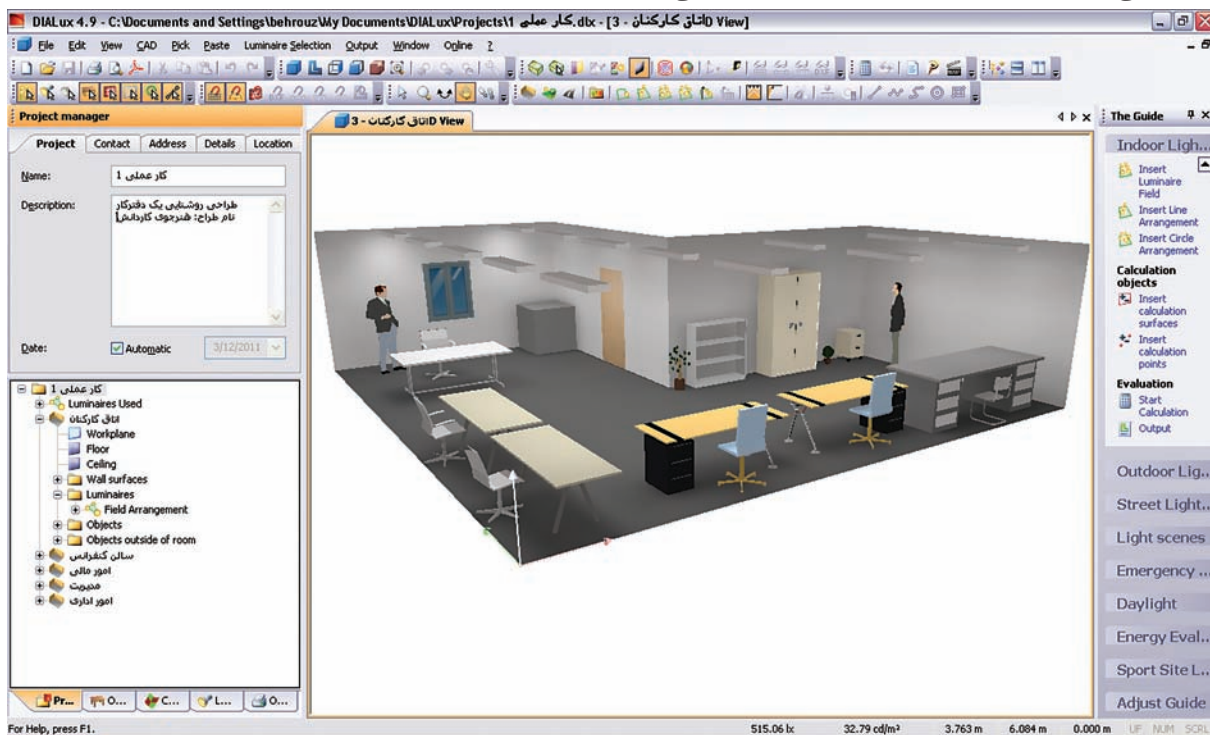 DIALux 4.9 - C:\Documents and Settings\behrouz\My Documents\DIALux\Projects\1 کار عملی.dlx - [3 - اتاق کارکنانD View]
File Edit View CAD Pick Paste Luminaire Selection Output Window Online ?
Project manager
Project Contact Address Details Location
Name: کار عملی 1
Description: طراحی روشنایی یک دفترکار
نام طراح: هنرجوی کاردانش
Date: Automatic 3/12/2011
کار عملی 1
Luminaires Used
اتاق کارکنان
Workplane
Floor
Ceiling
Wall surfaces
Luminaires
Field Arrangement
Objects
Objects outside of room
سالن کنفرانس
امور مالی
مدیریت
امور اداری
Pr... O... C... L... O...
3 - اتاق کارکنانD View
The Guide
Indoor Ligh...
Insert
Luminaire
Field
Insert Line
Arrangement
Insert Circle
Arrangement
Calculation
objects
Insert
calculation
surfaces
Insert
calculation
points
Evaluation
Start
Calculation
Output
Outdoor Lig..
Street Light..
Light scenes
Emergency ...
Daylight
Energy Eval..
Sport Site L..
Adjust Guide
For Help, press F1. 515.06 lx 32.79 cd/m² 3.763 m 6.084 m 0.000 m UF NUM SCRL